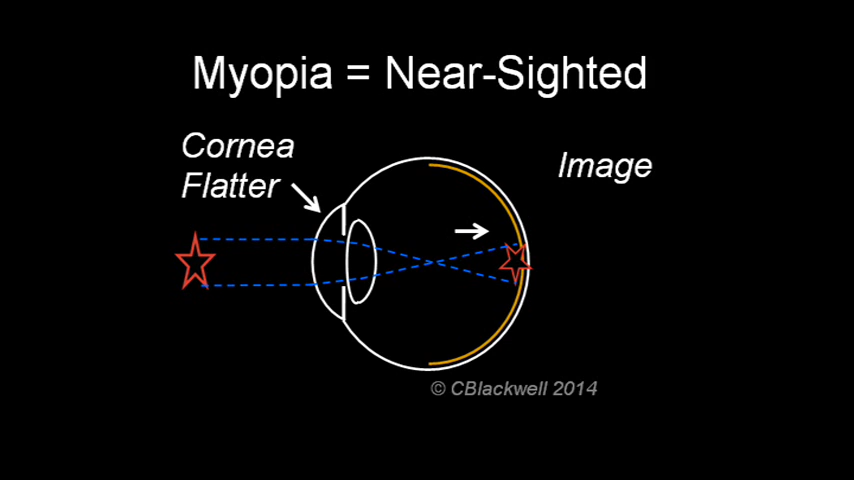 Myopia = Near-Sighted
Cornea
Flatter
Image
© CBlackwell 2014